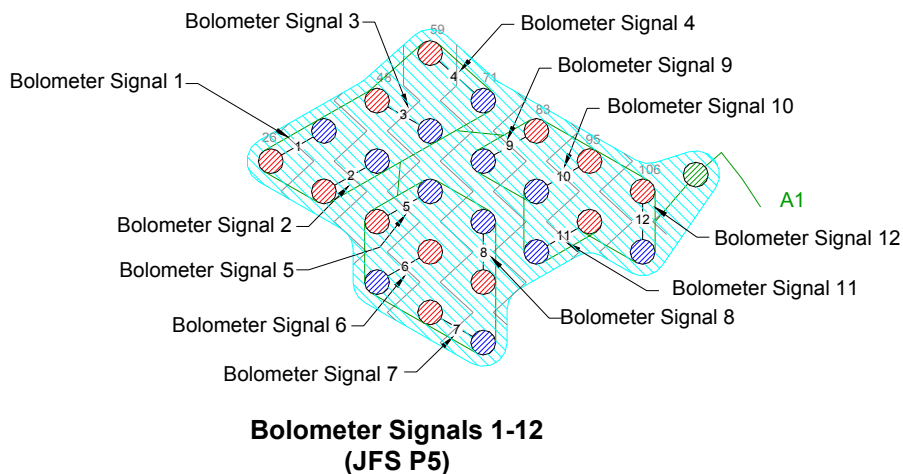 59
Bolometer Signal 3
Bolometer Signal 4
4
71
Bolometer Signal 9
Bolometer Signal 1
48
83
Bolometer Signal 10
3
26
1
9
95
2
10
106
A1
Bolometer Signal 2
5
12
Bolometer Signal 12
11
Bolometer Signal 5
8
6
Bolometer Signal 11
Bolometer Signal 6
Bolometer Signal 8
7
Bolometer Signal 7
Bolometer Signals 1-12
(JFS P5)